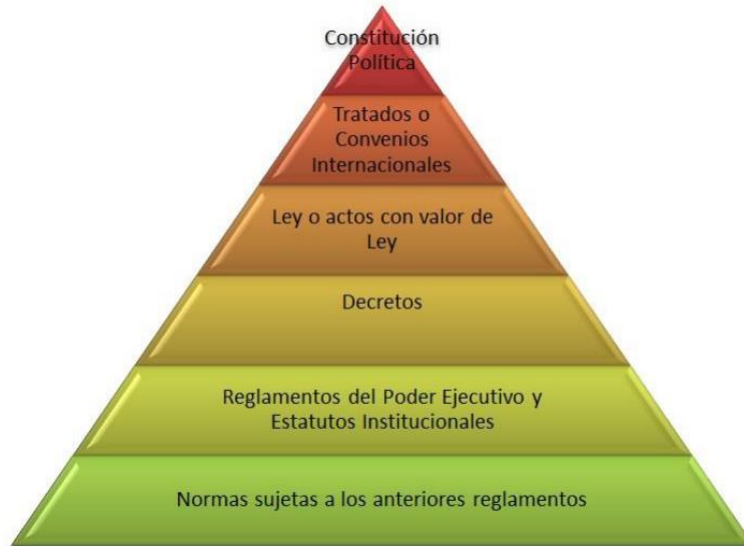 Constitución
Política
Tratados o
Convenios
Internacionales
Ley o actos con valor de
Ley
Decretos
Reglamentos del Poder Ejecutivo y
Estatutos Institucionales
Normas sujetas a los anteriores reglamentos